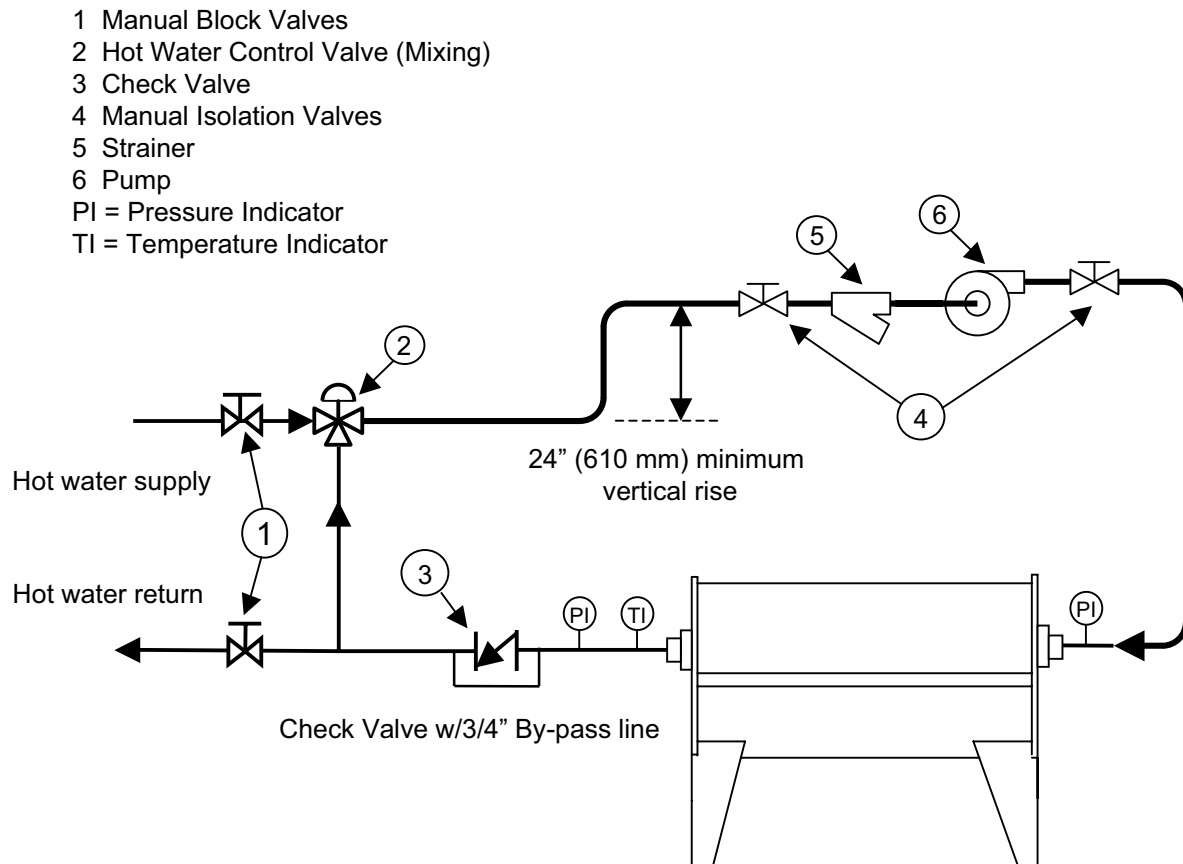 1 Manual Block Valves
2 Hot Water Control Valve (Mixing)
3 Check Valve
4 Manual Isolation Valves
5 Strainer
6 Pump
PI = Pressure Indicator
TI = Temperature Indicator
6
5
2
4
24” (610 mm) minimum
vertical rise
Hot water supply
1
3
Hot water return
PI
TI
PI
Check Valve w/3/4” By-pass line